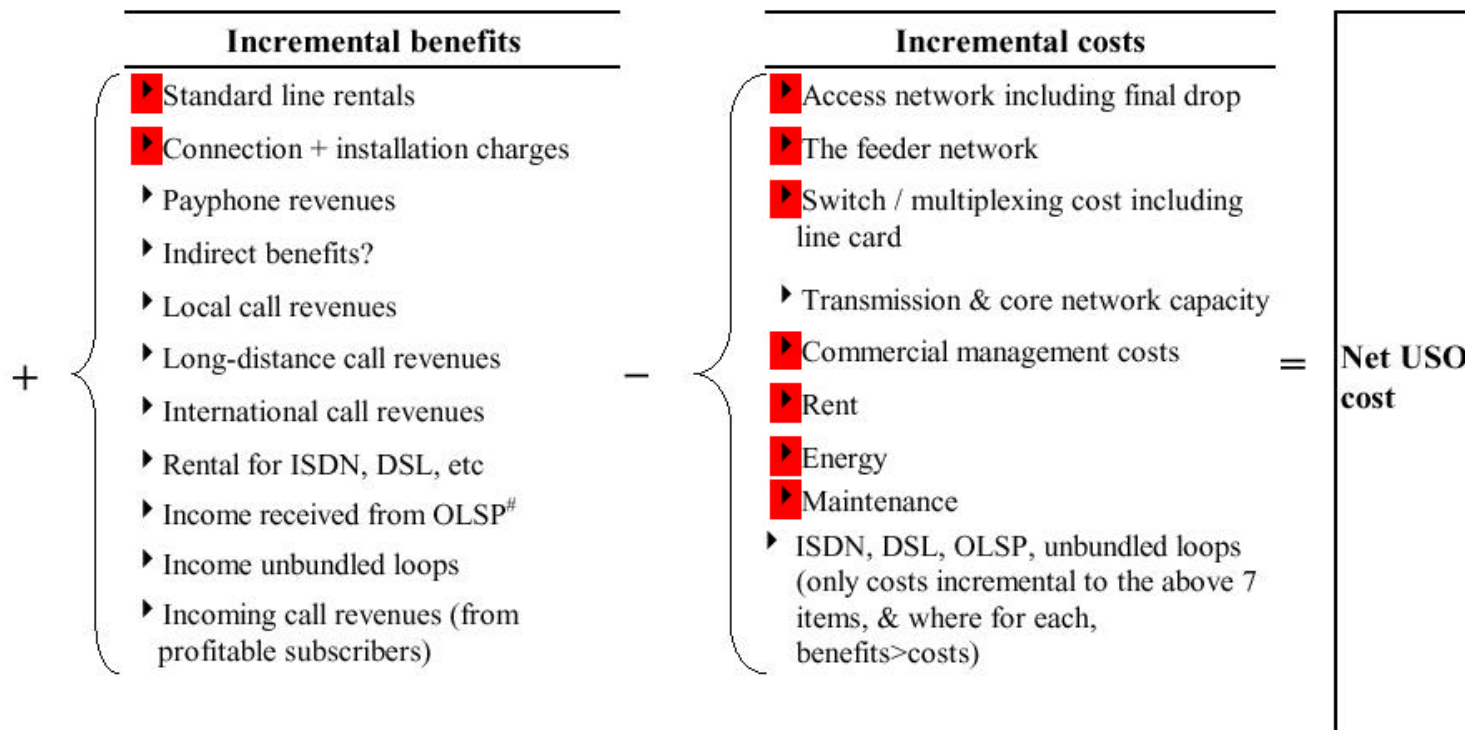 Incremental benefits
Standard line rentals
Connection + installation charges
Payphone revenues
Indirect benefits?
Local call revenues
Long-distance call revenues
International call revenues
Rental for ISDN, DSL, etc
Income received from OLSP#
Income unbundled loops
Incoming call revenues (from
profitable subscribers)
+
−
Incremental costs
Access network including final drop
The feeder network
Switch / multiplexing cost including
line card
Transmission & core network capacity
Commercial management costs
Rent
Energy
Maintenance
ISDN, DSL, OLSP, unbundled loops
(only costs incremental to the above 7
items, & where for each,
benefits>costs)
=
Net USO
cost